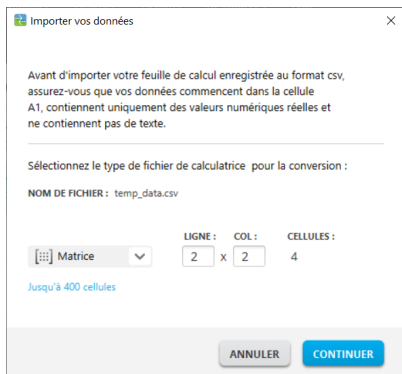 Importer vos données
Avant d'importer votre feuille de calcul enregistrée au format csv,
assurez-vous que vos données commencent dans la cellule
A1, contiennent uniquement des valeurs numériques réelles et
ne contiennent pas de texte.
Sélectionnez le type de fichier de calculatrice pour la conversion :
NOM DE FICHIER : temp_data.csv
LIGNE : COL : CELLULES :
Matrice 2 x 2 4
Jusqu'à 400 cellules
ANNULER CONTINUER